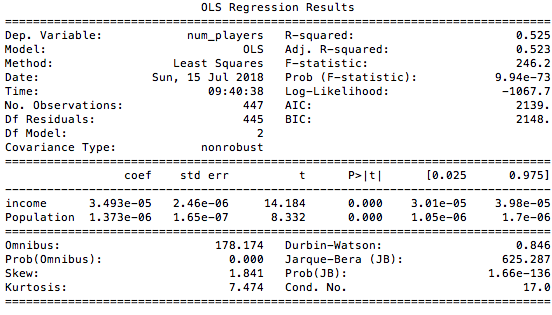 OLS Regression Results
==============================================================================
Dep. Variable:            num_players   R-squared:                       0.525
Model:                            OLS   Adj. R-squared:                  0.523
Method:                 Least Squares   F-statistic:                     246.2
Date:                Sun, 15 Jul 2018   Prob (F-statistic):           9.94e-73
Time:                        09:40:38   Log-Likelihood:                -1067.7
No. Observations:                 447   AIC:                             2139.
Df Residuals:                     445   BIC:                             2148.
Df Model:                           2
Covariance Type:            nonrobust
==============================================================================
coef    std err          t      P>|t|      [0.025      0.975]
------------------------------------------------------------------------------
income      3.493e-05   2.46e-06     14.184      0.000    3.01e-05    3.98e-05
Population  1.373e-06   1.65e-07      8.332      0.000    1.05e-06     1.7e-06
==============================================================================
Omnibus:                      178.174   Durbin-Watson:                   0.846
Prob(Omnibus):                  0.000   Jarque-Bera (JB):              625.287
Skew:                           1.841   Prob(JB):                    1.66e-136
Kurtosis:                       7.474   Cond. No.                         17.0
==============================================================================